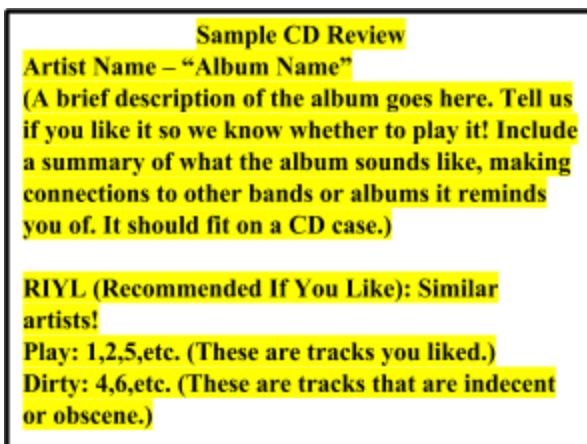 Sample CD Review
Artist Name – “Album Name”
(A brief description of the album goes here. Tell us
if you like it so we know whether to play it! Include
a summary of what the album sounds like, making
connections to other bands or albums it reminds
you of. It should fit on a CD case.)
RIYL (Recommended If You Like): Similar
artists!
Play: 1,2,5,etc. (These are tracks you liked.)
Dirty: 4,6,etc. (These are tracks that are indecent
or obscene.)